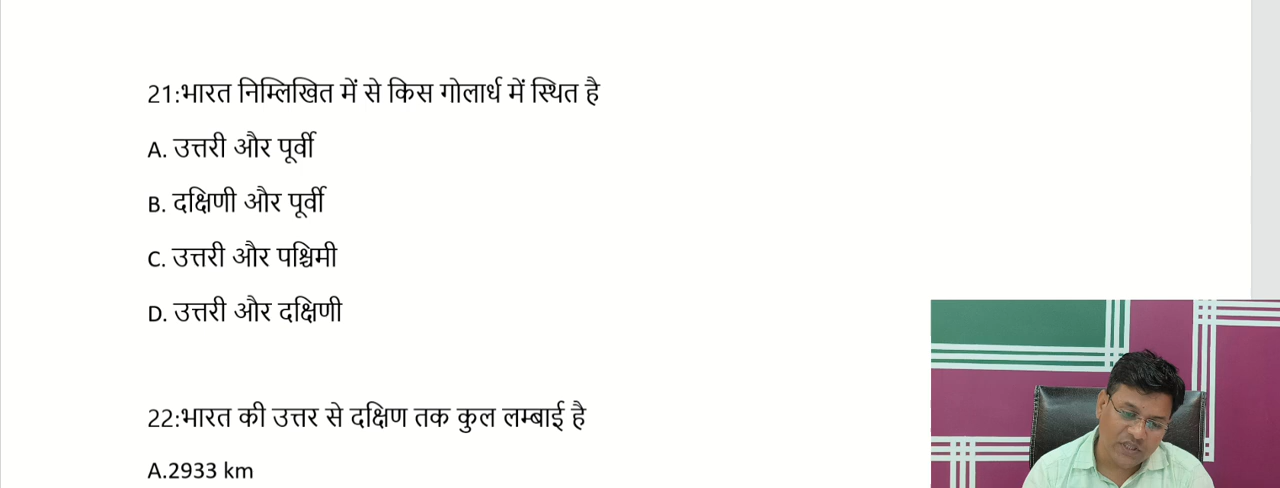 21:भारत निम्लिखित में से किस गोलार्ध में स्थित है
A. उत्तरी और पूर्वी
B. दक्षिणी और पूर्वी
C. उत्तरी और पश्चिमी
D. उत्तरी और दक्षिणी
22:भारत की उत्तर से दक्षिण तक कुल लम्बाई है
A.2933 km